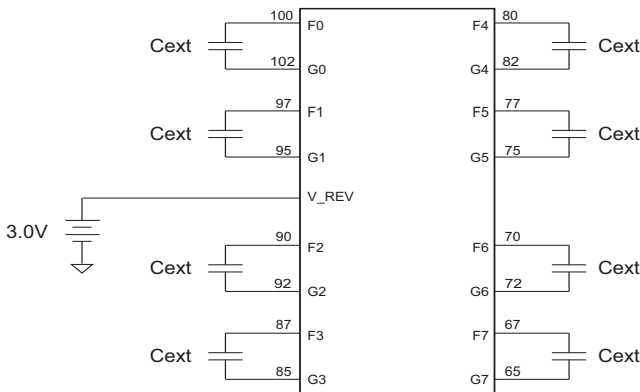 100 F0 F4 80
Cext Cext
102 G0 G4 82
97 F1 F5 77
Cext Cext
95 G1 G5 75
V_REV
3.0V
90 F2 F6 70
Cext Cext
92 G2 G6 72
87 F3 F7 67
Cext Cext
85 G3 G7 65